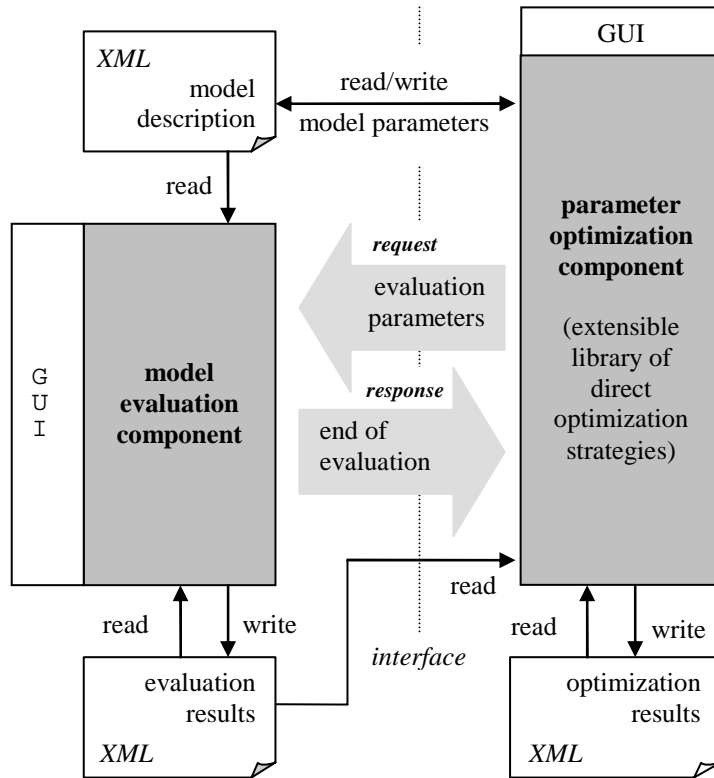 GUI
XML
model
description
read/write
model parameters
read
request
evaluation
parameters
parameter
optimization
component
(extensible
library of
direct
optimization
strategies)
G
U
I
model
evaluation
component
response
end of
evaluation
read
read
write
interface
read
write
evaluation
results
XML
optimization
results
XML